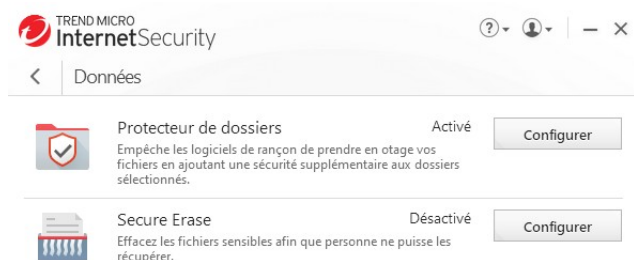 TREND MICRO
InternetSecurity
Données
Protecteur de dossiers
Activé
Configurer
Empêche les logiciels de rançon de prendre en otage vos
fichiers en ajoutant une sécurité supplémentaire aux dossiers
sélectionnés.
Secure Erase
Désactivé
Configurer
Effacez les fichiers sensibles afin que personne ne puisse les
récupérer.